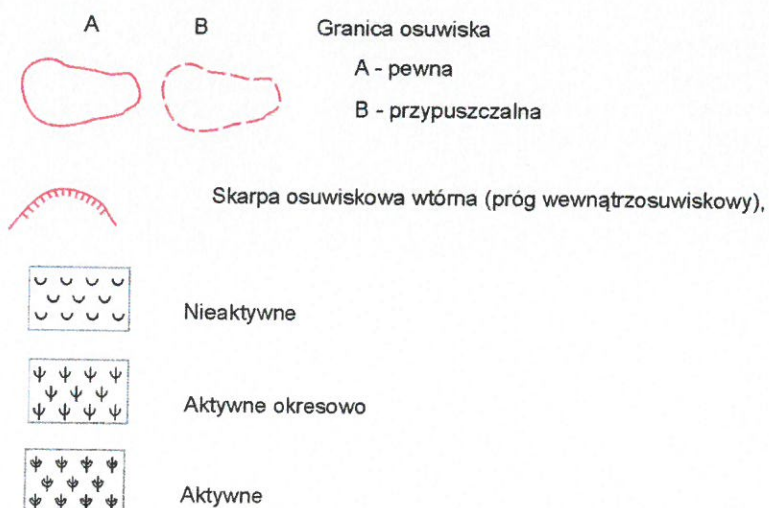 A B Granica osuwiska
A - pewna
B - przypuszczalna
Skarpa osuwiskowa wtórna (próg wewnątrzosuwiskowy),
Nieaktywne
Aktywne okresowo
Aktywne